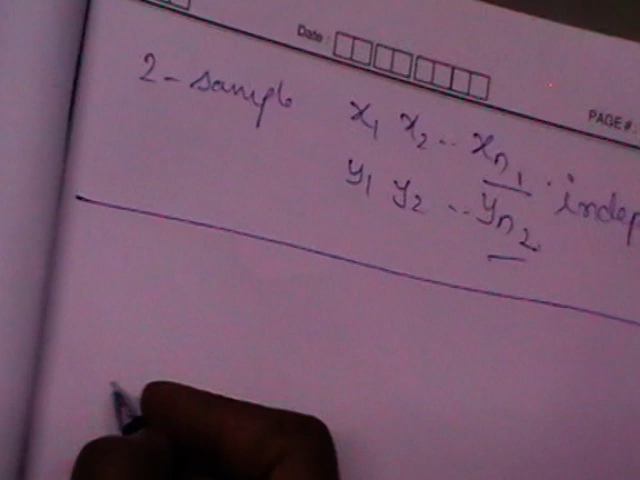 Date :
PAGE #:
2 - sample x₁ x₂ .. xₙ₁ . indep
y₁ y₂ .. yₙ₂